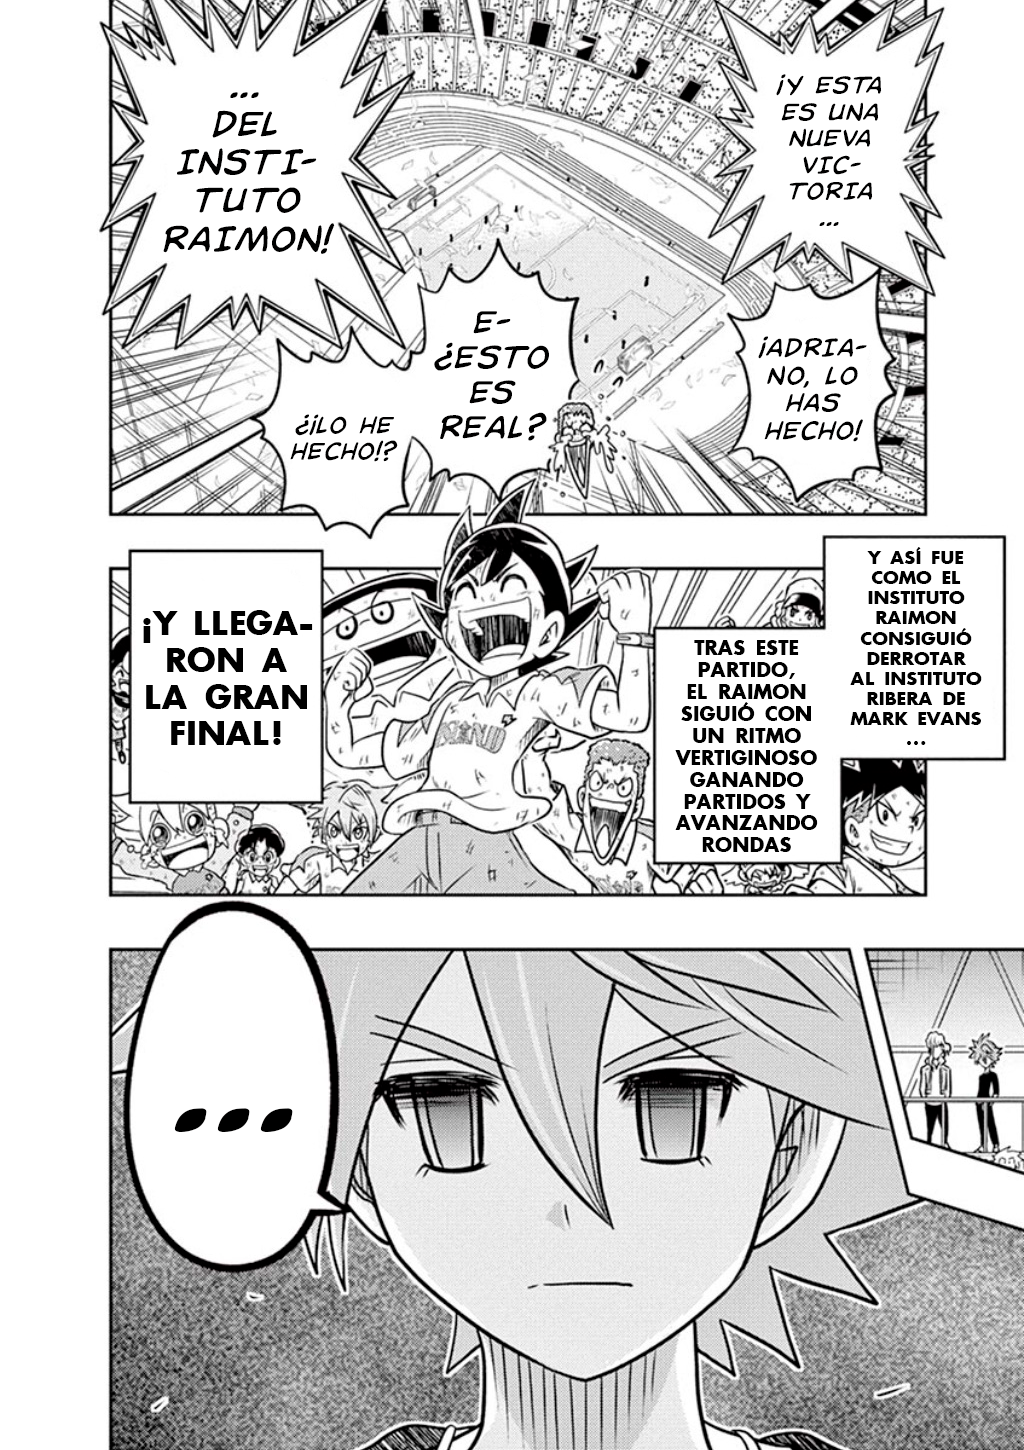 ¡Y ESTA
ES UNA
NUEVA
VIC-
TORIA
...
...
DEL
INSTI-
TUTO
RAIMON!
¡ADRIA-
NO, LO
HAS
HECHO!
E-
¿ESTO
ES
REAL?
¿¡LO HE
HECHO!?
Y ASÍ FUE
COMO EL
INSTITUTO
RAIMON
CONSIGUIÓ
DERROTAR
AL INSTITUTO
RIBERA DE
MARK EVANS
...
TRAS ESTE
PARTIDO,
EL RAIMON
SIGUIÓ CON
UN RITMO
VERTIGINOSO
GANANDO
PARTIDOS Y
AVANZANDO
RONDAS
¡Y LLEGA-
RON A
LA GRAN
FINAL!
...